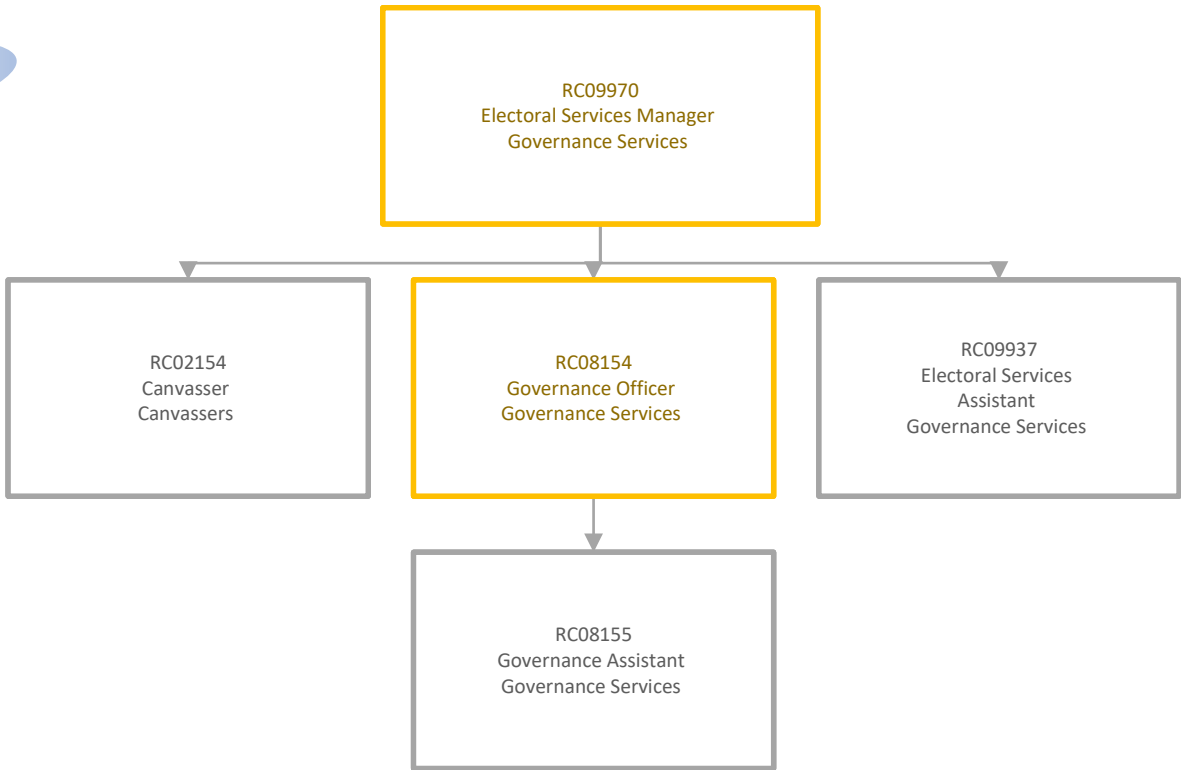 RC09970
Electoral Services Manager
Governance Services
RC02154
Canvasser
Canvassers
RC08154
Governance Officer
Governance Services
RC09937
Electoral Services
Assistant
Governance Services
RC08155
Governance Assistant
Governance Services